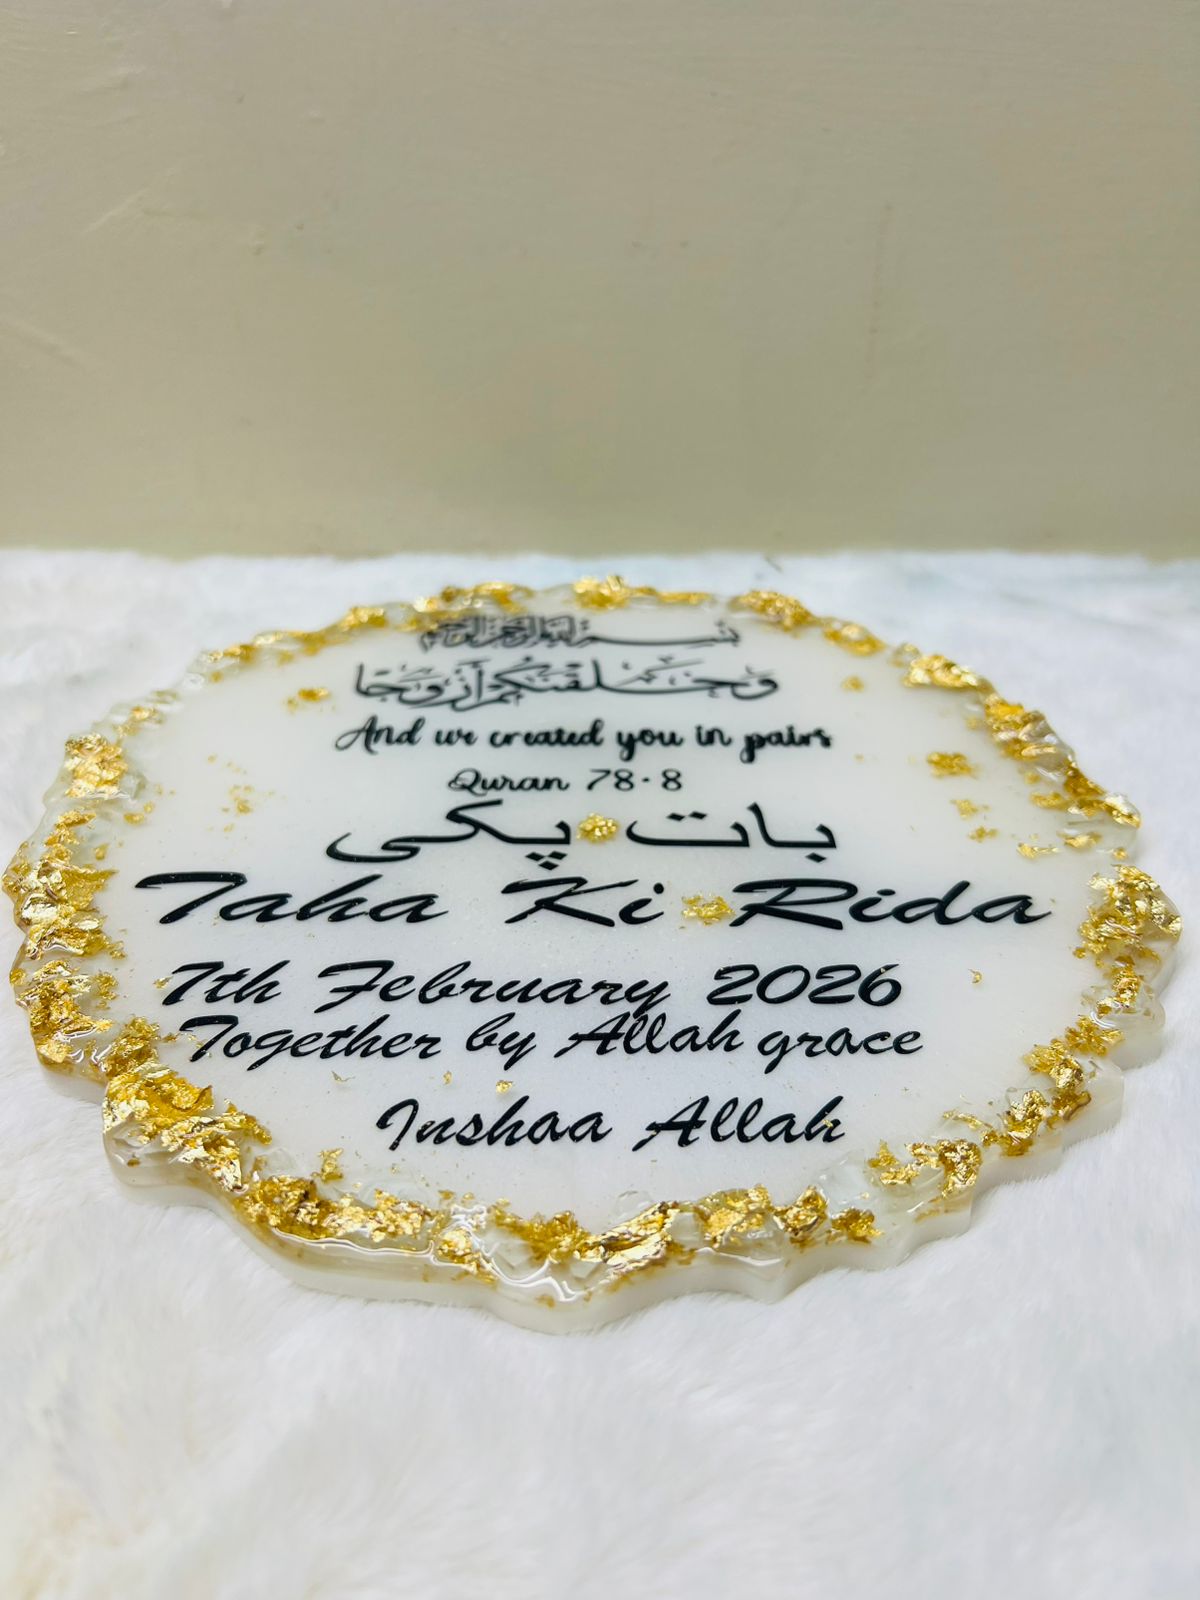 بسم الله الرحمن الرحيم
وخلقنكم أزوجا
And we created you in pairs
Quran 78.8
بات پکی
Taha Ki Rida
7th February 2026
Together by Allah grace
Inshaa Allah